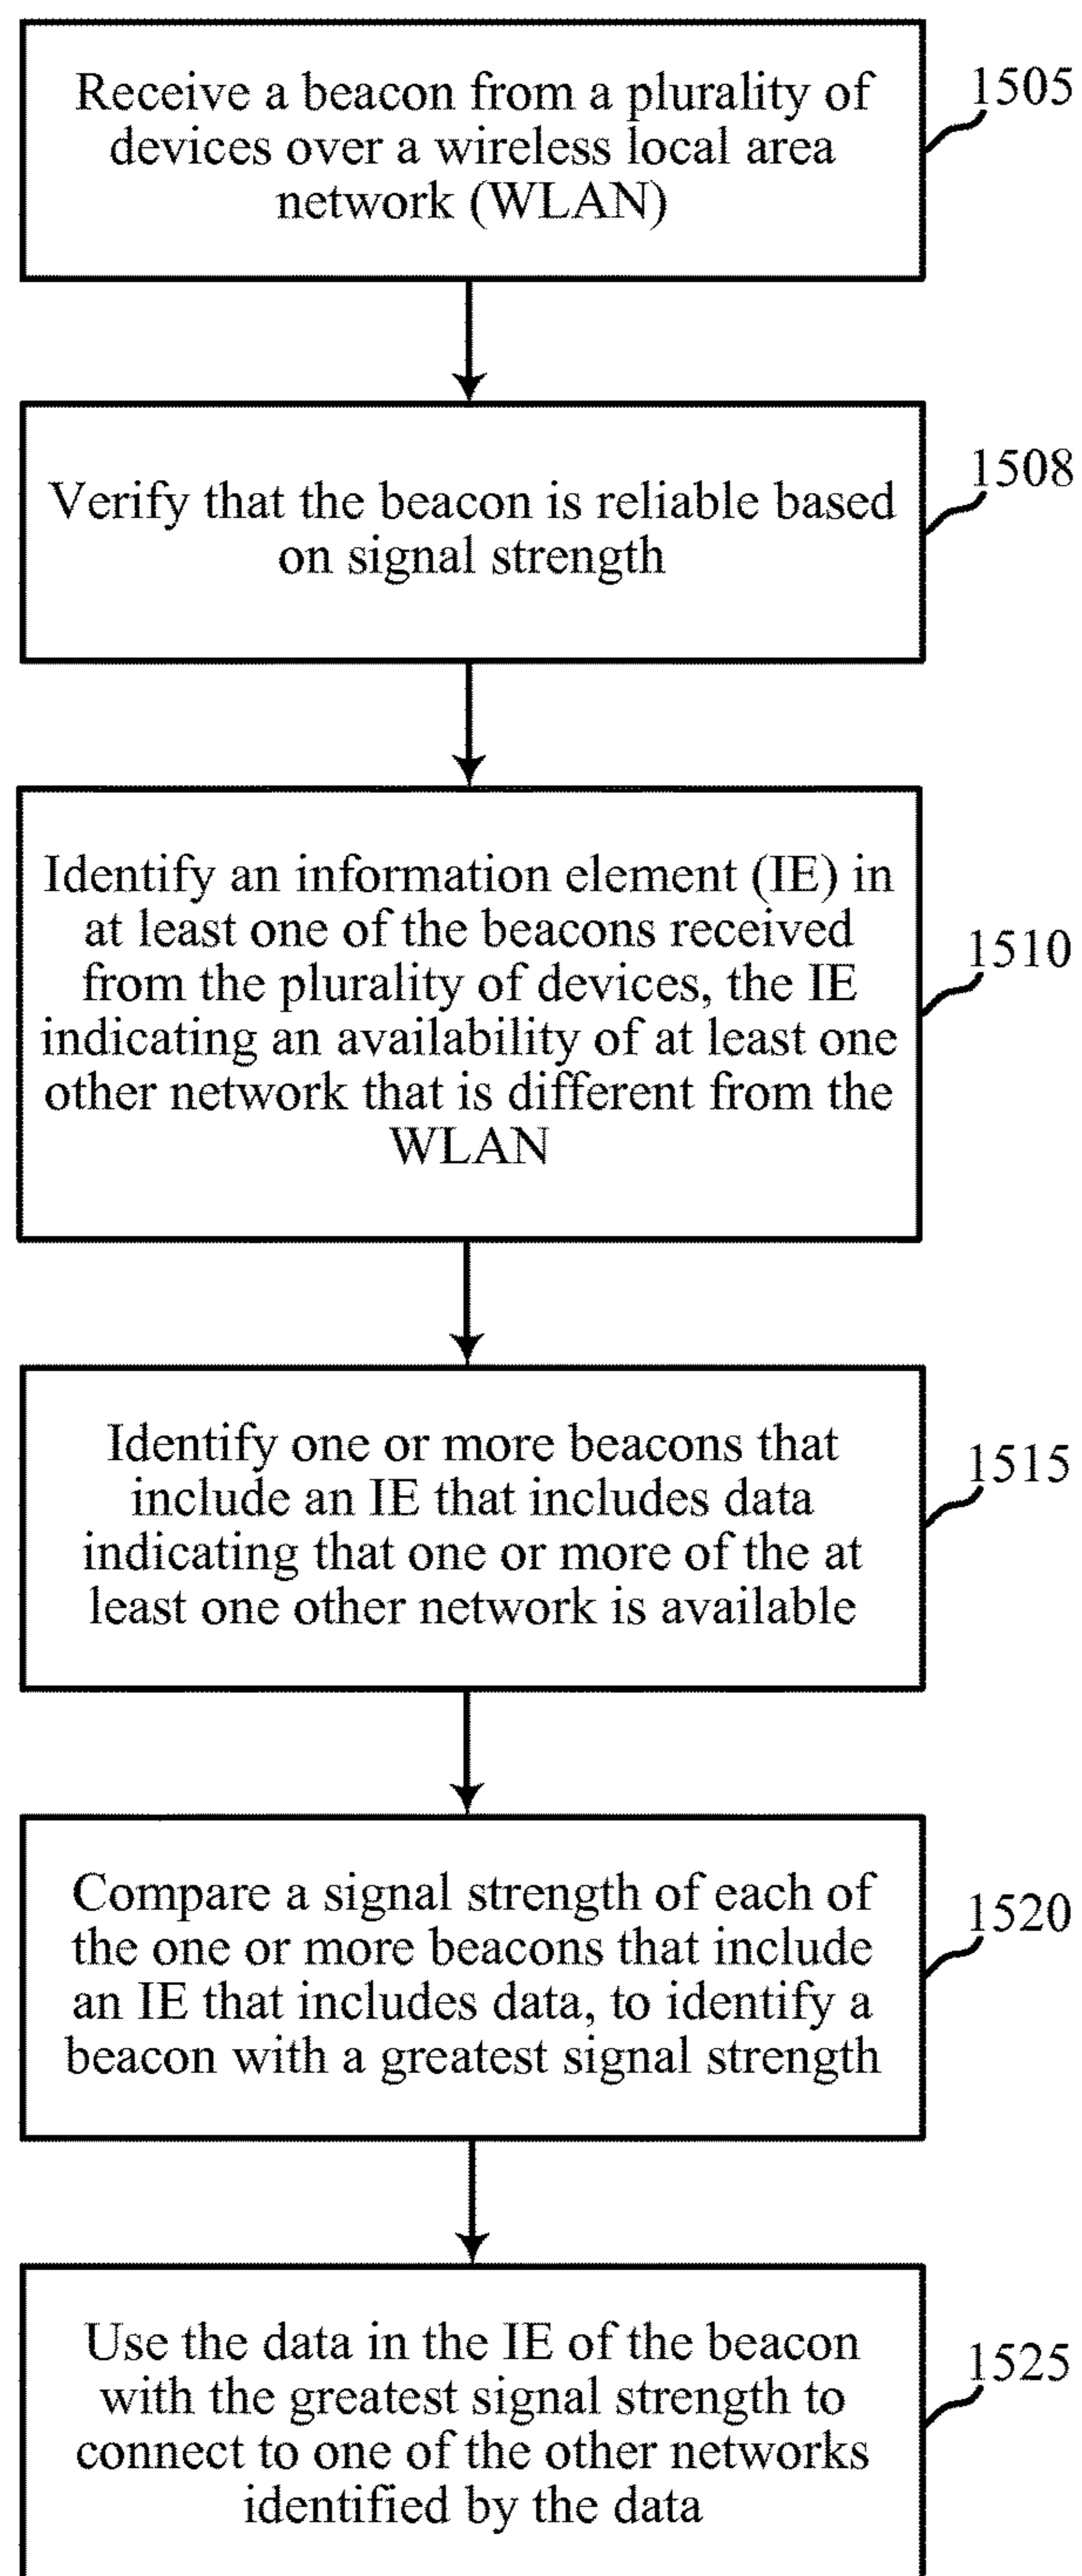 Receive a beacon from a plurality of
devices over a wireless local area
network (WLAN)
1505
Verify that the beacon is reliable based
on signal strength
1508
Identify an information element (IE) in
at least one of the beacons received
from the plurality of devices, the IE
indicating an availability of at least one
other network that is different from the
WLAN
1510
Identify one or more beacons that
include an IE that includes data
indicating that one or more of the at
least one other network is available
1515
Compare a signal strength of each of
the one or more beacons that include
an IE that includes data, to identify a
beacon with a greatest signal strength
1520
Use the data in the IE of the beacon
with the greatest signal strength to
connect to one of the other networks
identified by the data
1525